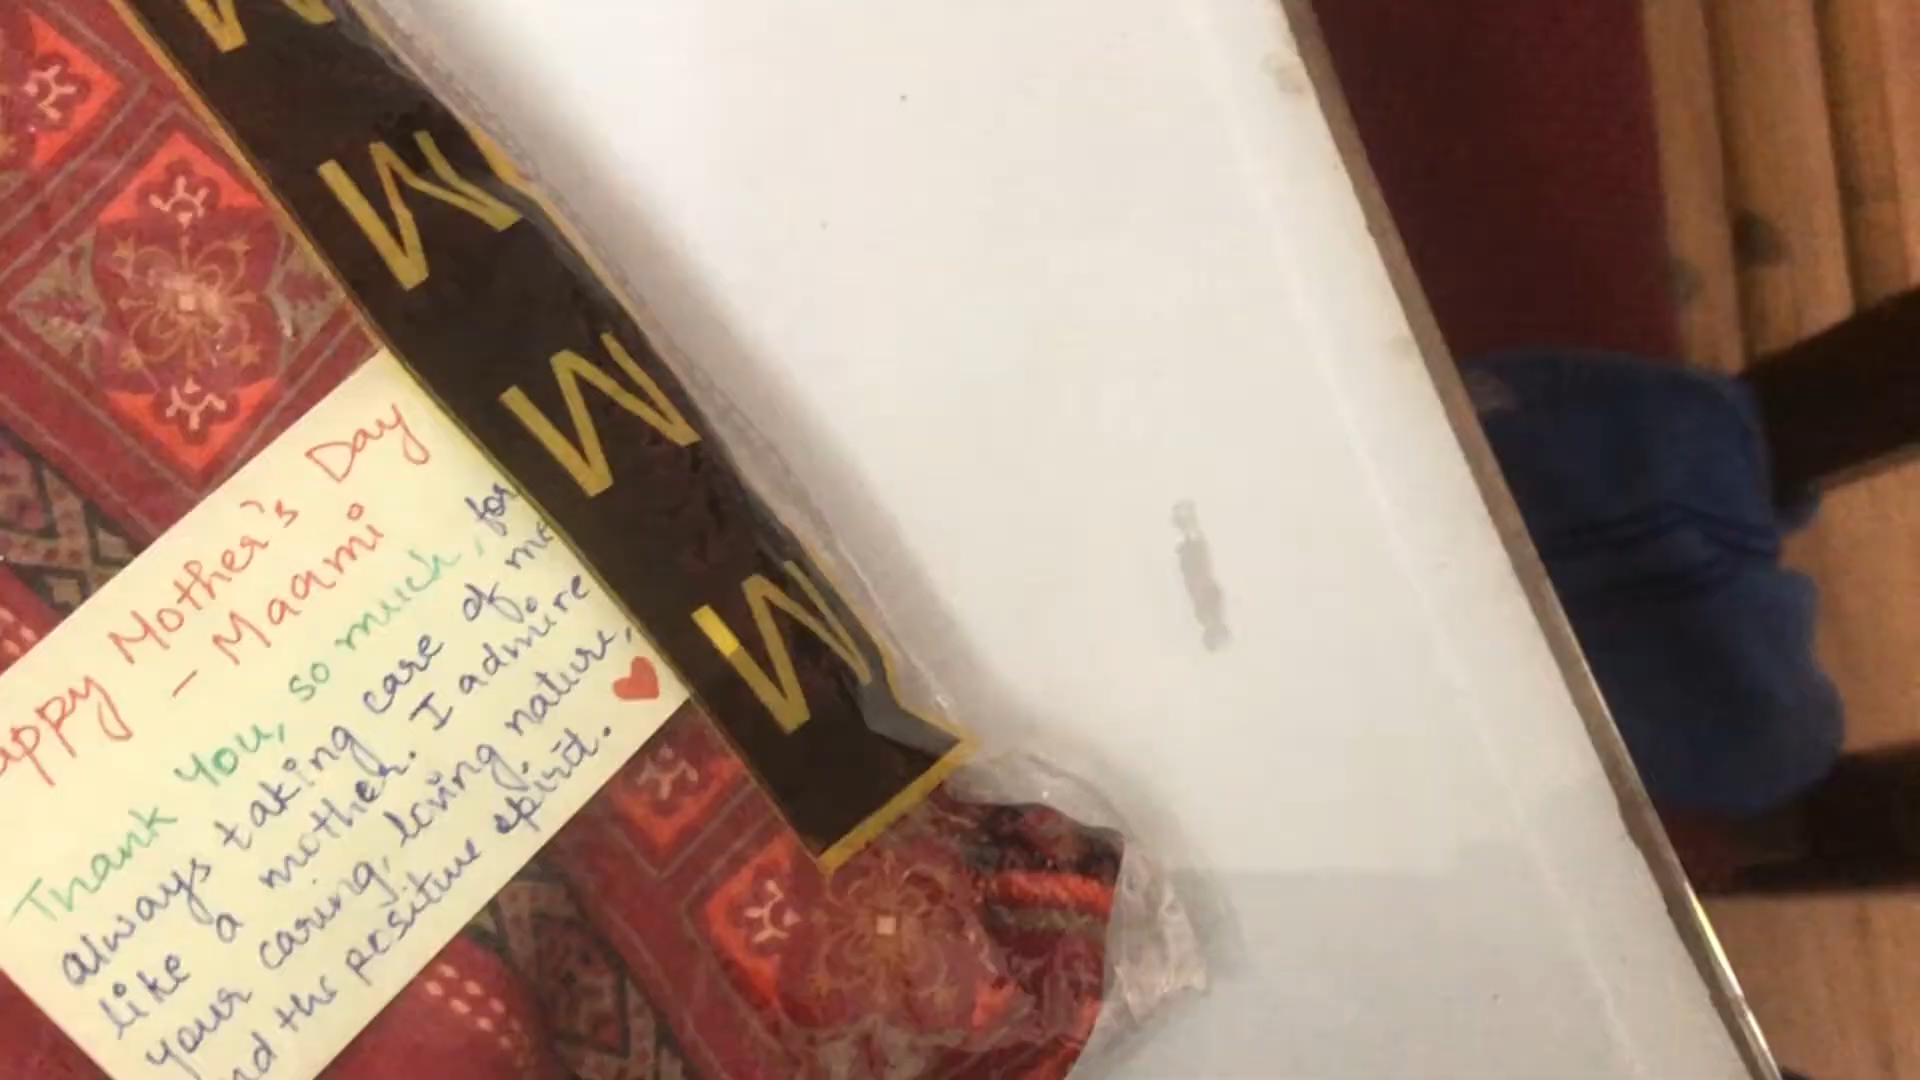 M
M
M
M
appy Mother's Day
- Maami
Thank you, so much, for
always taking care of me
like a mother. I admire
your caring, loving nature,
nd the positive spirit. ♥